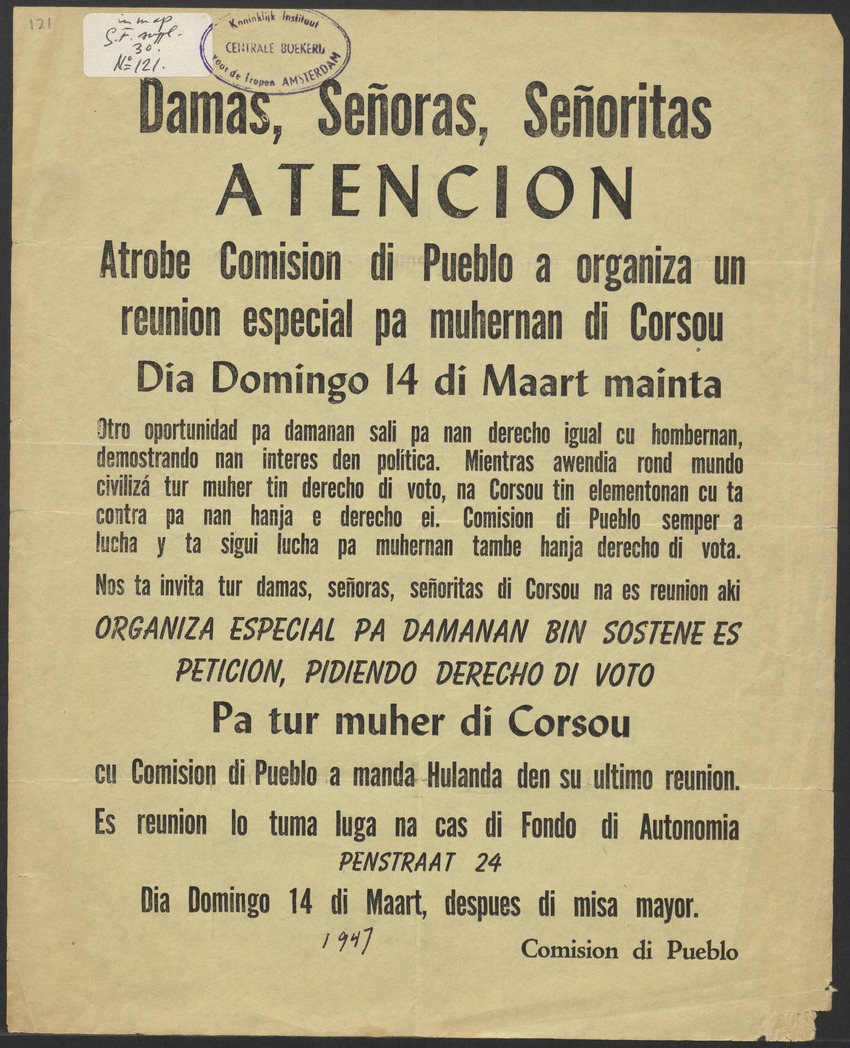 121
in map
G.F. suppl.
30.
No 121.
Koninklijk Instituut
CENTRALE BOEKERIJ
voor de Tropen AMSTERDAM
Damas, Señoras, Señoritas
ATENCION
Atrobe Comision di Pueblo a organiza un
reunion especial pa muhernan di Corsou
Dia Domingo 14 di Maart mainta
Otro oportunidad pa damanan sali pa nan derecho igual cu hombernan,
demostrando nan interes den política. Mientras awendia rond mundo
civilizá tur muher tin derecho di voto, na Corsou tin elementonan cu ta
contra pa nan hanja e derecho ei. Comision di Pueblo semper a
lucha y ta sigui lucha pa muhernan tambe hanja derecho di vota.
Nos ta invita tur damas, señoras, señoritas di Corsou na es reunion aki
ORGANIZA ESPECIAL PA DAMANAN BIN SOSTENE ES
PETICION, PIDIENDO DERECHO DI VOTO
Pa tur muher di Corsou
cu Comision di Pueblo a manda Hulanda den su ultimo reunion.
Es reunion lo tuma luga na cas di Fondo di Autonomia
PENSTRAAT 24
Dia Domingo 14 di Maart, despues di misa mayor.
1947
Comision di Pueblo